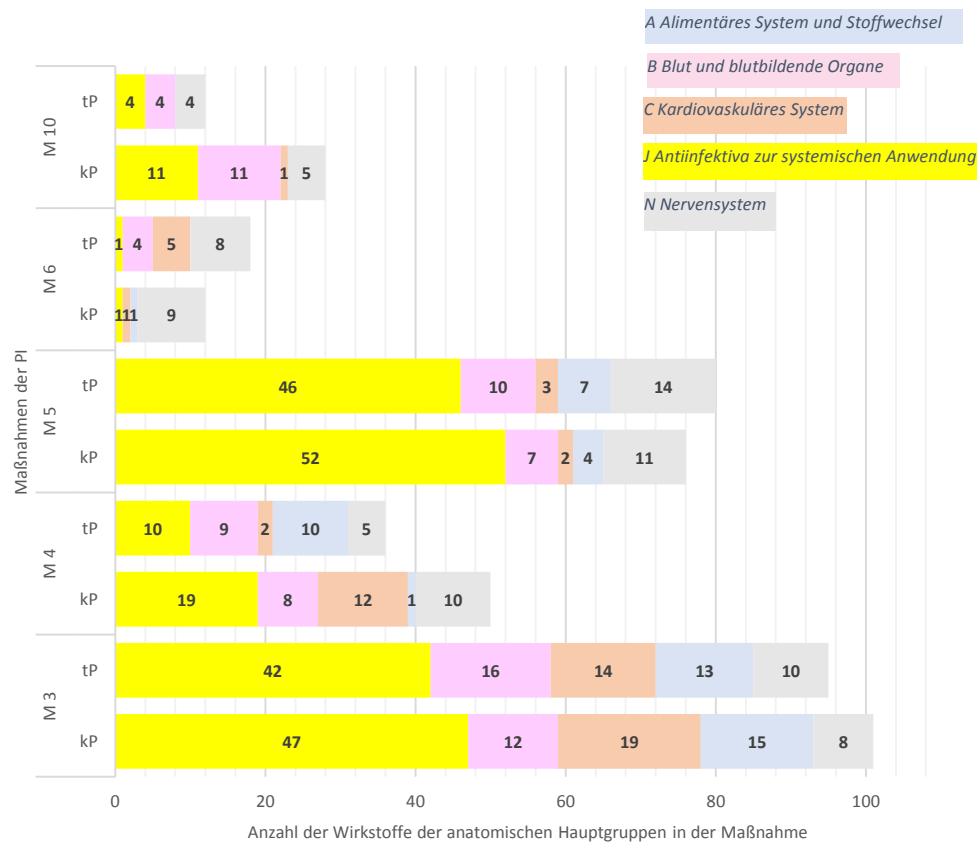 A Alimentäres System und Stoffwechsel
B Blut und blutbildende Organe
C Kardiovaskuläres System
J Antiinfektiva zur systemischen Anwendung
N Nervensystem
Maßnahmen der PI
M 10
tP
4 4 4
kP
11 11 1 5
M 6
tP
1 4 5 8
kP
1 1 1 9
M 5
tP
46 10 3 7 14
kP
52 7 2 4 11
M 4
tP
10 9 2 10 5
kP
19 8 12 1 10
M 3
tP
42 16 14 13 10
kP
47 12 19 15 8
0 20 40 60 80 100
Anzahl der Wirkstoffe der anatomischen Hauptgruppen in der Maßnahme